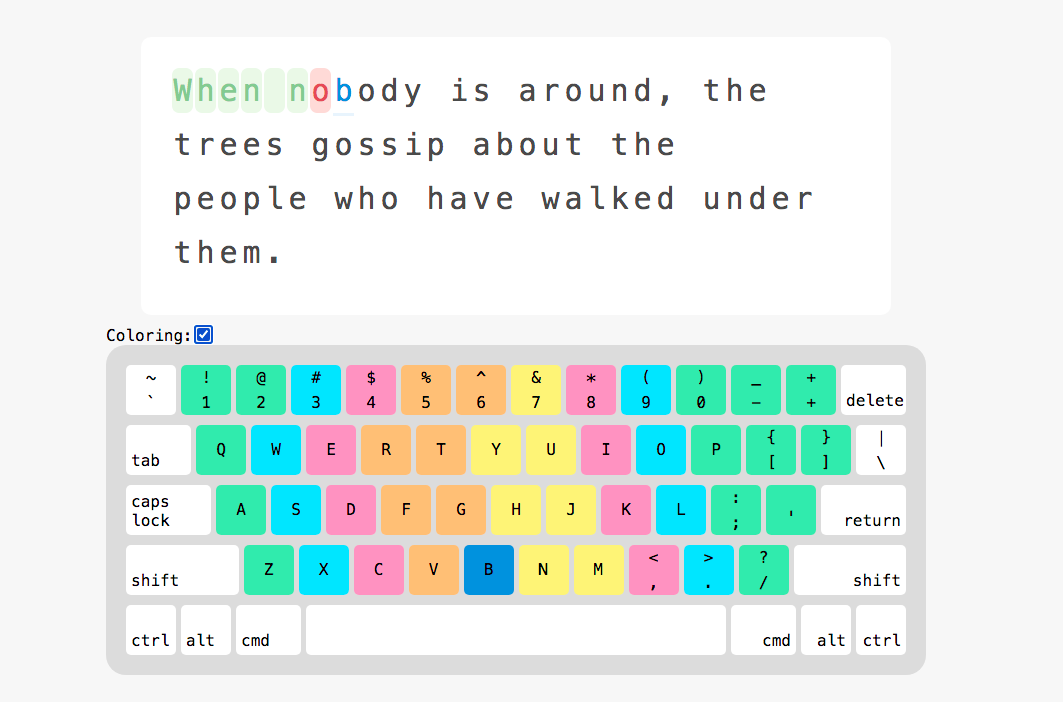 When nobody is around, the
trees gossip about the
people who have walked under
them.
Coloring:
~ ! @ # $ % ^ & * ( ) _ + delete
` 1 2 3 4 5 6 7 8 9 0 − +
tab Q W E R T Y U I O P { [ } ] | \
caps lock A S D F G H J K L : ; ' return
shift Z X C V B N M < , > . ? / shift
ctrl alt cmd cmd alt ctrl